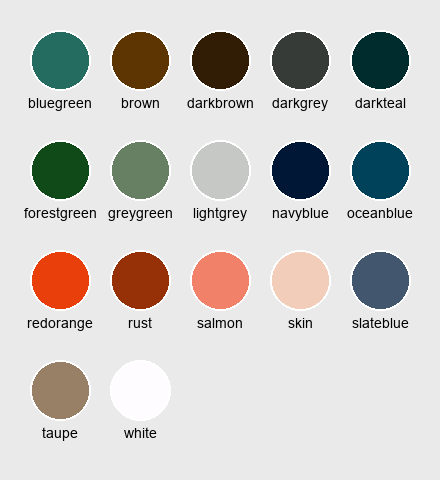 bluegreen brown darkbrown darkgrey darkteal
forestgreen greygreen lightgrey navyblue oceanblue
redorange rust salmon skin slateblue
taupe white